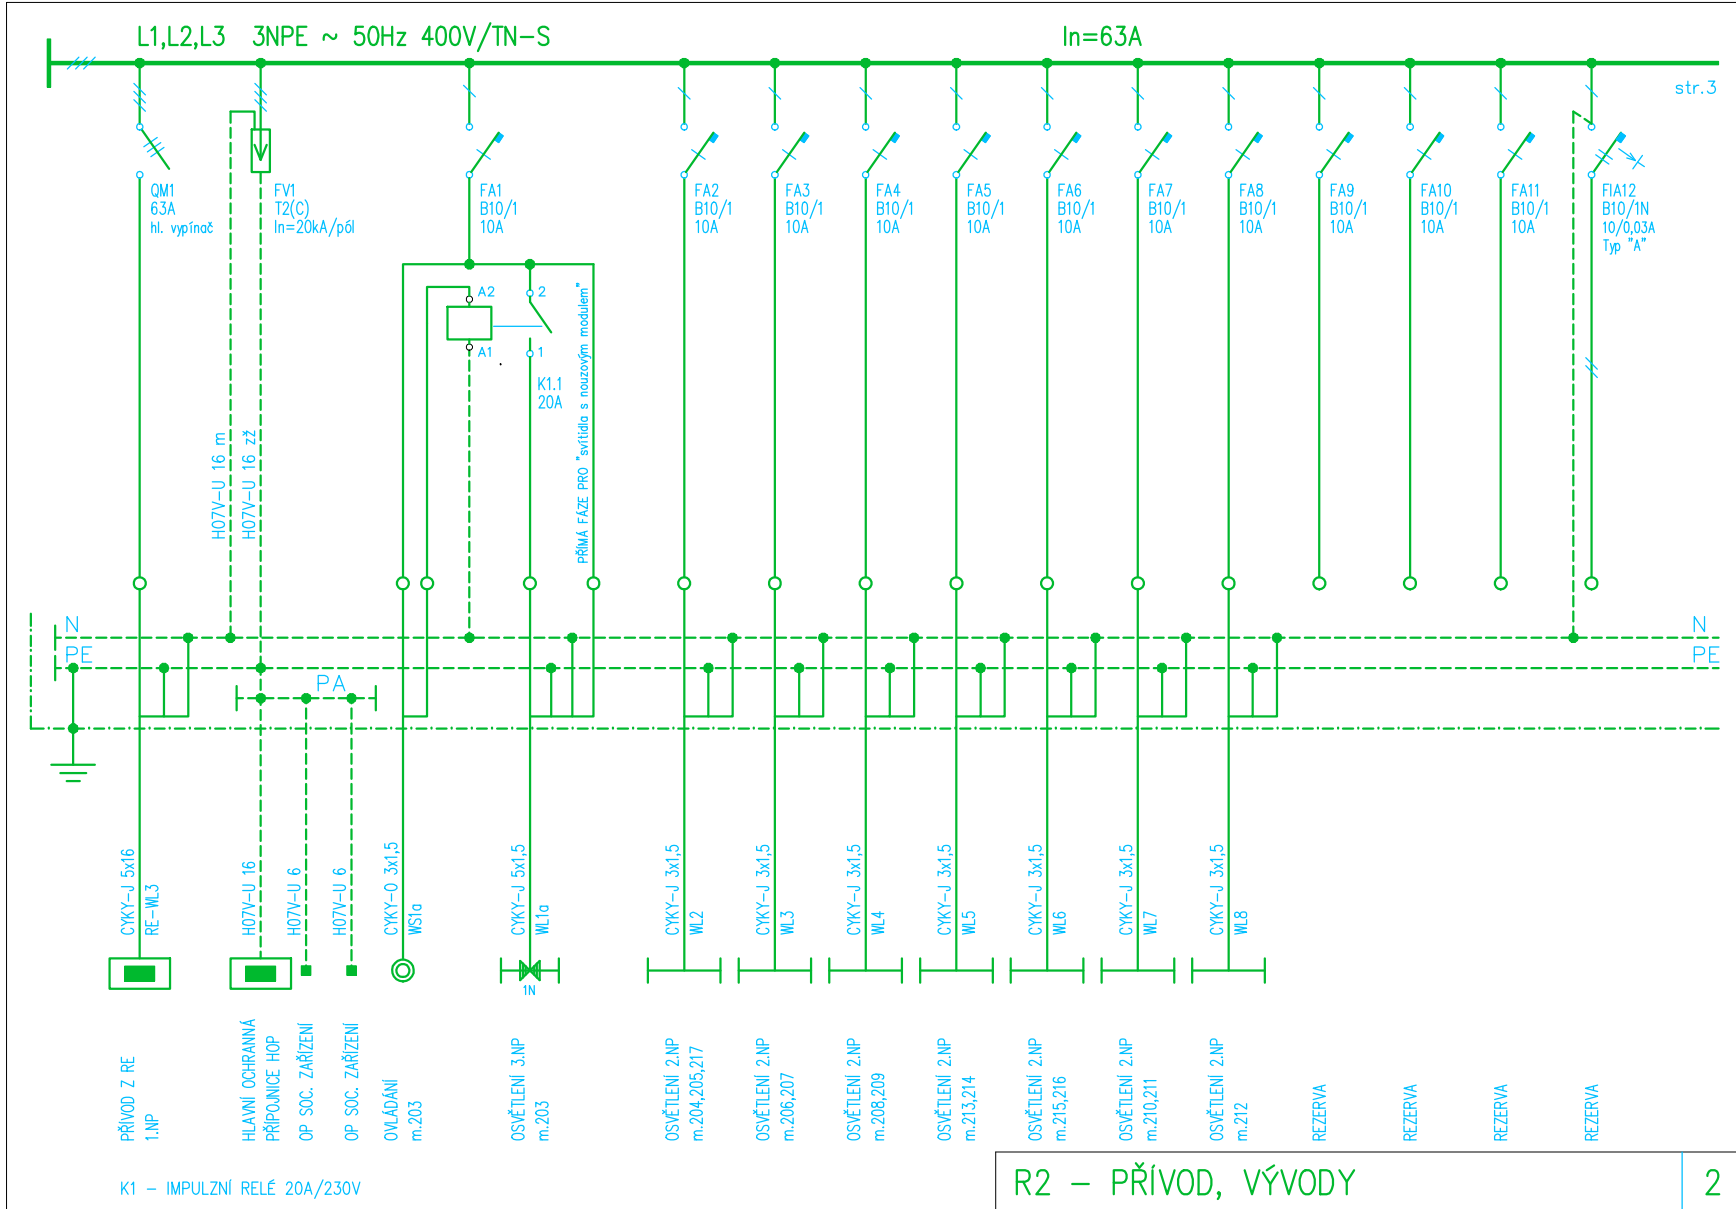 L1,L2,L3 3NPE ~ 50Hz 400V/TN-S
In=63A
str.3
QM1
63A
hl. vypínač
FV1
T2(C)
In=20kA/pól
FA1
B10/1
10A
FA2
B10/1
10A
FA3
B10/1
10A
FA4
B10/1
10A
FA5
B10/1
10A
FA6
B10/1
10A
FA7
B10/1
10A
FA8
B10/1
10A
FA9
B10/1
10A
FA10
B10/1
10A
FA11
B10/1
10A
FIA12
B10/1N
10/0,03A
Typ "A"
A2
2
A1
1
K1.1
20A
PŘÍMÁ FÁZE PRO "svítidla s nouzovým modulem"
H07V-U 16 m
H07V-U 16 zž
N
N
PE
PE
PA
CYKY-J 5x16
RE-WL3
H07V-U 16
H07V-U 6
H07V-U 6
CYKY-O 3x1,5
WS1a
CYKY-J 5x1,5
WL1a
CYKY-J 3x1,5
WL2
CYKY-J 3x1,5
WL3
CYKY-J 3x1,5
WL4
CYKY-J 3x1,5
WL5
CYKY-J 3x1,5
WL6
CYKY-J 3x1,5
WL7
CYKY-J 3x1,5
WL8
1N
PŘÍVOD Z RE
1.NP
HLAVNÍ OCHRANNÁ
PŘÍPOJNICE HOP
OP SOC. ZAŘÍZENÍ
OP SOC. ZAŘÍZENÍ
OVLÁDÁNÍ
m.203
OSVĚTLENÍ 3.NP
m.203
OSVĚTLENÍ 2.NP
m.204,205,217
OSVĚTLENÍ 2.NP
m.206,207
OSVĚTLENÍ 2.NP
m.208,209
OSVĚTLENÍ 2.NP
m.213,214
OSVĚTLENÍ 2.NP
m.215,216
OSVĚTLENÍ 2.NP
m.210,211
OSVĚTLENÍ 2.NP
m.212
REZERVA
REZERVA
REZERVA
REZERVA
K1 - IMPULZNÍ RELÉ 20A/230V
R2 - PŘÍVOD, VÝVODY
2